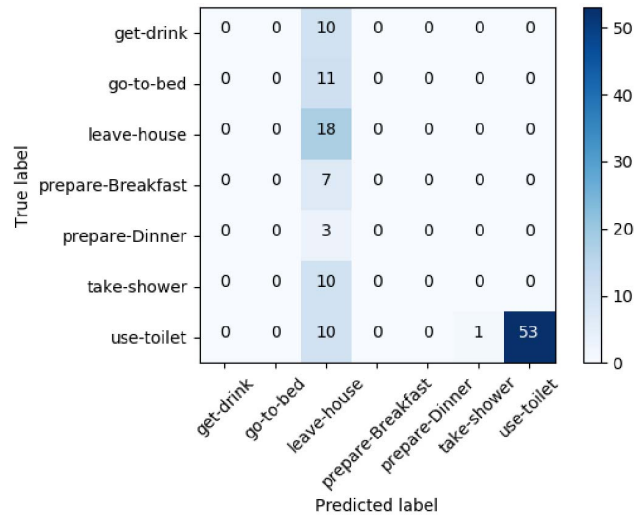 get-drink 0 0 10 0 0 0 0
go-to-bed 0 0 11 0 0 0 0
leave-house 0 0 18 0 0 0 0
prepare-Breakfast 0 0 7 0 0 0 0
prepare-Dinner 0 0 3 0 0 0 0
take-shower 0 0 10 0 0 0 0
use-toilet 0 0 10 0 0 1 53
get-drink go-to-bed leave-house prepare-Breakfast prepare-Dinner take-shower use-toilet
Predicted label
True label
50
40
30
20
10
0